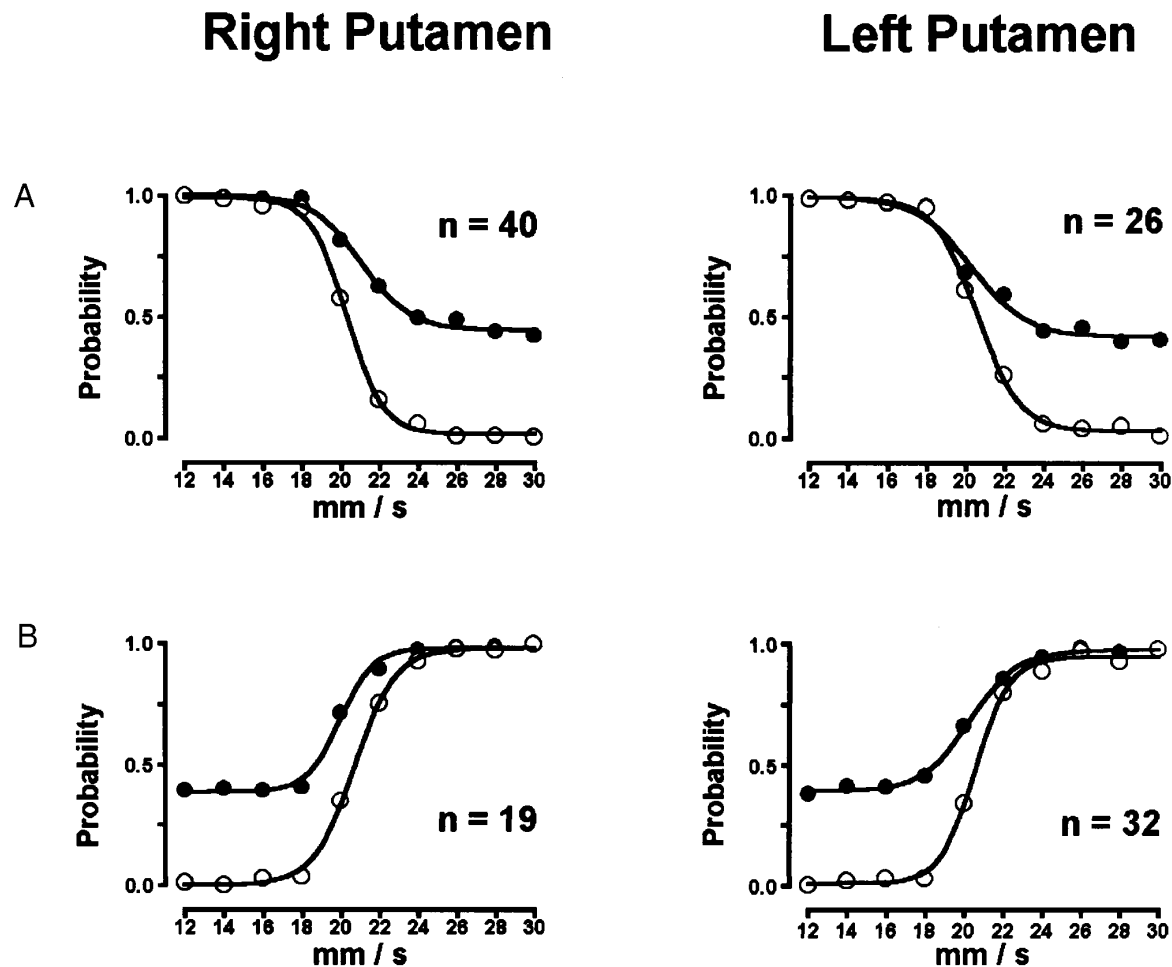 Right Putamen
Left Putamen
A
1.0
0.5
0.0
Probability
n = 40
12 14 16 18 20 22 24 26 28 30
mm / s
1.0
0.5
0.0
Probability
n = 26
12 14 16 18 20 22 24 26 28 30
mm / s
B
1.0
0.5
0.0
Probability
n = 19
12 14 16 18 20 22 24 26 28 30
mm / s
1.0
0.5
0.0
Probability
n = 32
12 14 16 18 20 22 24 26 28 30
mm / s